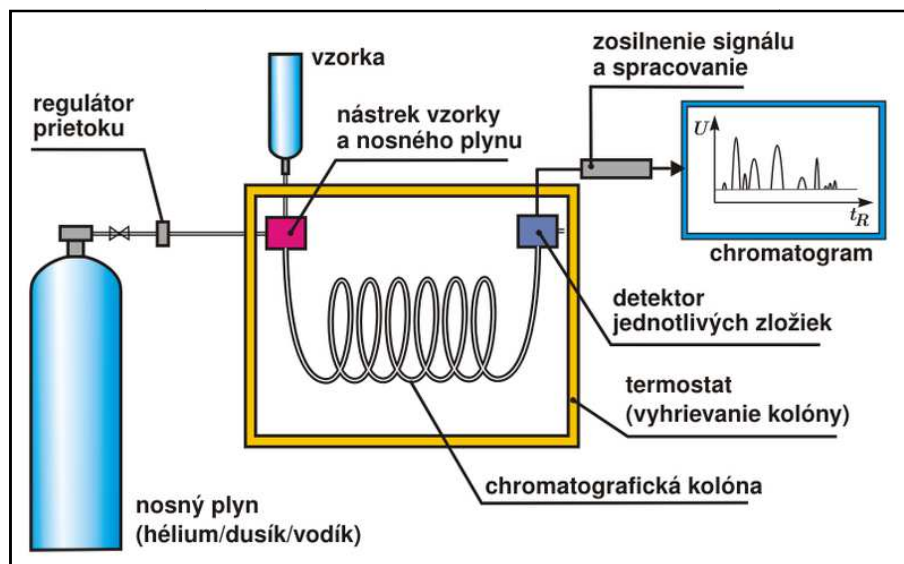 zosilnenie signálu
a spracovanie
vzorka
regulátor
prietoku
nástrek vzorky
a nosného plynu
U
t_R
chromatogram
detektor
jednotlivých zložiek
termostat
(vyhrievanie kolóny)
chromatografická kolóna
nosný plyn
(hélium/dusík/vodík)